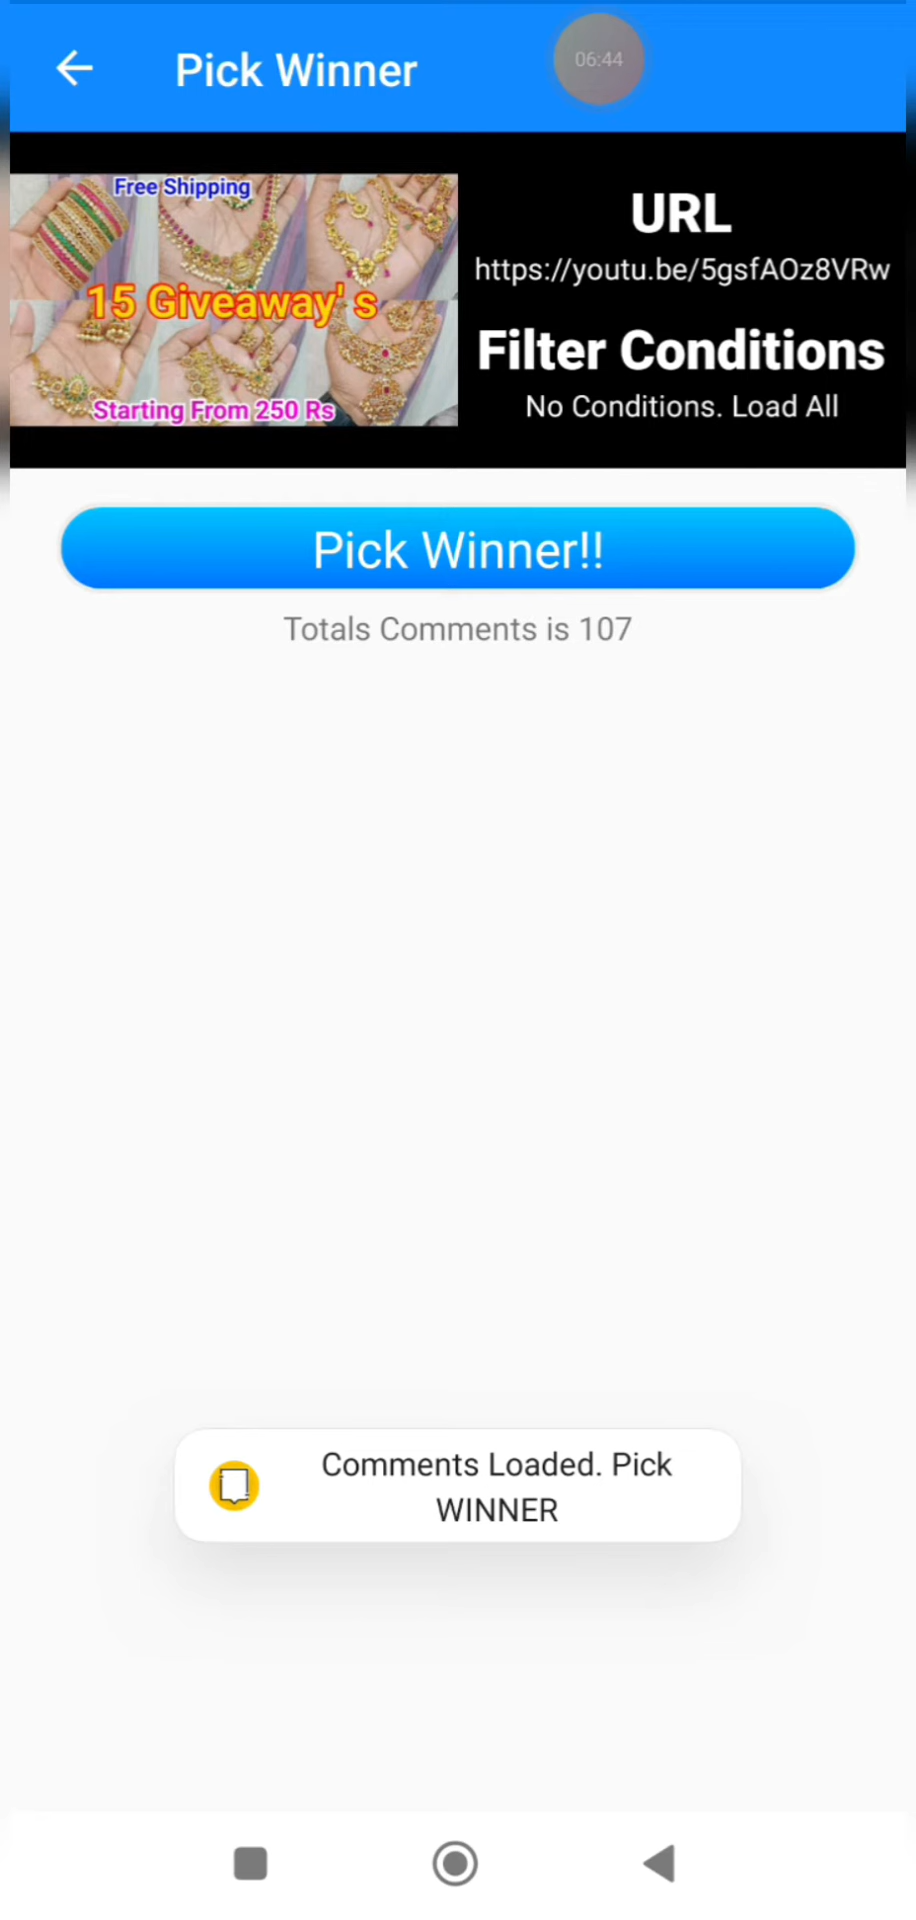 Pick Winner
06:44
Free Shipping
15 Giveaway' s
Starting From 250 Rs
URL
https://youtu.be/5gsfAOz8VRw
Filter Conditions
No Conditions. Load All
Pick Winner!!
Totals Comments is 107
Comments Loaded. Pick
WINNER